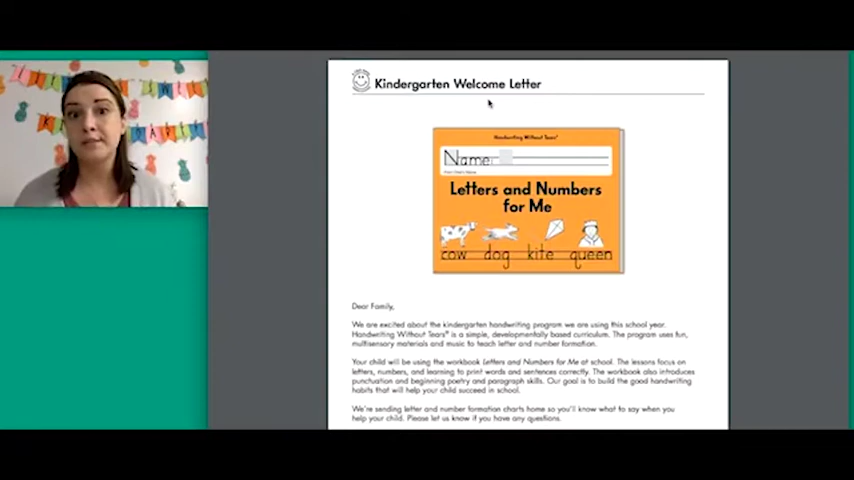 Kindergarten Welcome Letter
Handwriting Without Tears®
Name:
Letters and Numbers
for Me
cow dog kite queen
Dear Family,
We are excited about the kindergarten handwriting program we are using this school year.
Handwriting Without Tears® is a simple, developmentally based curriculum. The program uses fun,
multisensory materials and music to teach letter and number formation.
Your child will be using the workbook Letters and Numbers for Me at school. The lessons focus on
letters, numbers, and learning to print words and sentences correctly. The workbook also introduces
punctuation and beginning poetry and paragraph skills. Our goal is to build the good handwriting
habits that will help your child succeed in school.
We're sending letter and number formation charts home so you'll know what to say when you
help your child. Please let us know if you have any questions.